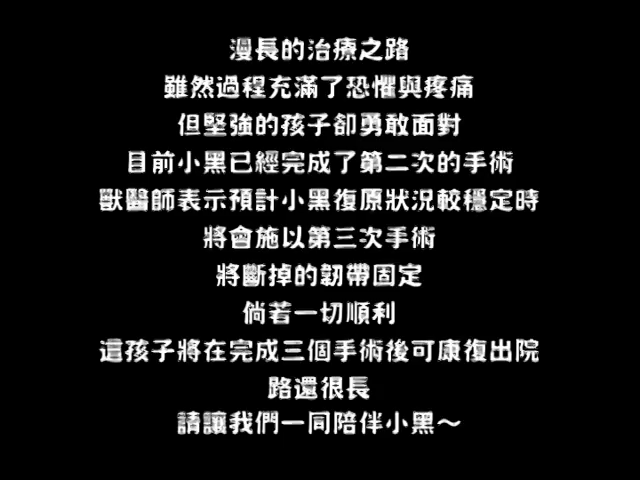 漫長的治療之路
雖然過程充滿了恐懼與疼痛
但堅強的孩子卻勇敢面對
目前小黑已經完成了第二次的手術
獸醫師表示預計小黑復原狀況較穩定時
將會施以第三次手術
將斷掉的韌帶固定
倘若一切順利
這孩子將在完成三個手術後可康復出院
路還很長
請讓我們一同陪伴小黑～